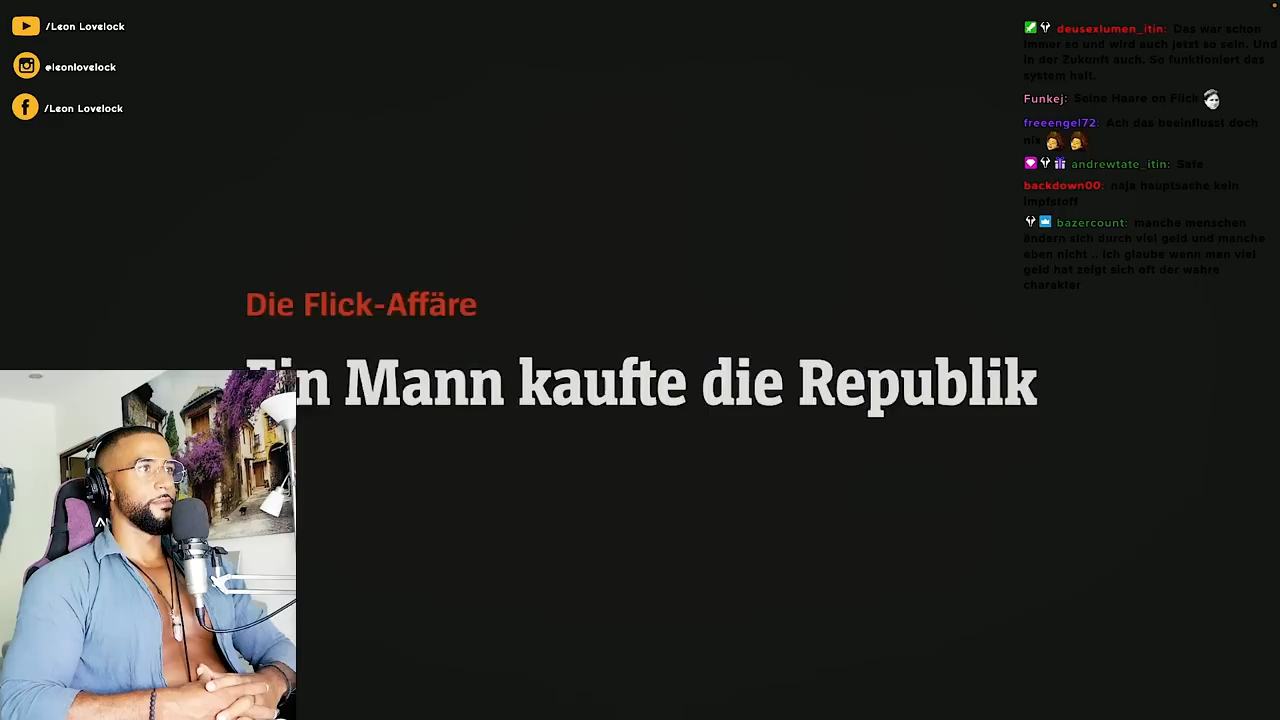 /Leon Lovelock
@leonlovelock
/Leon Lovelock
deusexlumen_itin: Das war schon
immer so und wird auch jetzt so sein. Und
in der Zukunft auch. So funktioniert das
system halt.
Funkej: Seine Haare on Flick
freeengel72: Ach das beeinflusst doch
nix
andrewtate_itin: Safe
backdown00: naja hauptsache kein
impfstoff
bazercount: manche menschen
ändern sich durch viel geld und manche
eben nicht .. ich glaube wenn man viel
geld hat zeigt sich oft der wahre
charakter
Die Flick-Affäre
Ein Mann kaufte die Republik